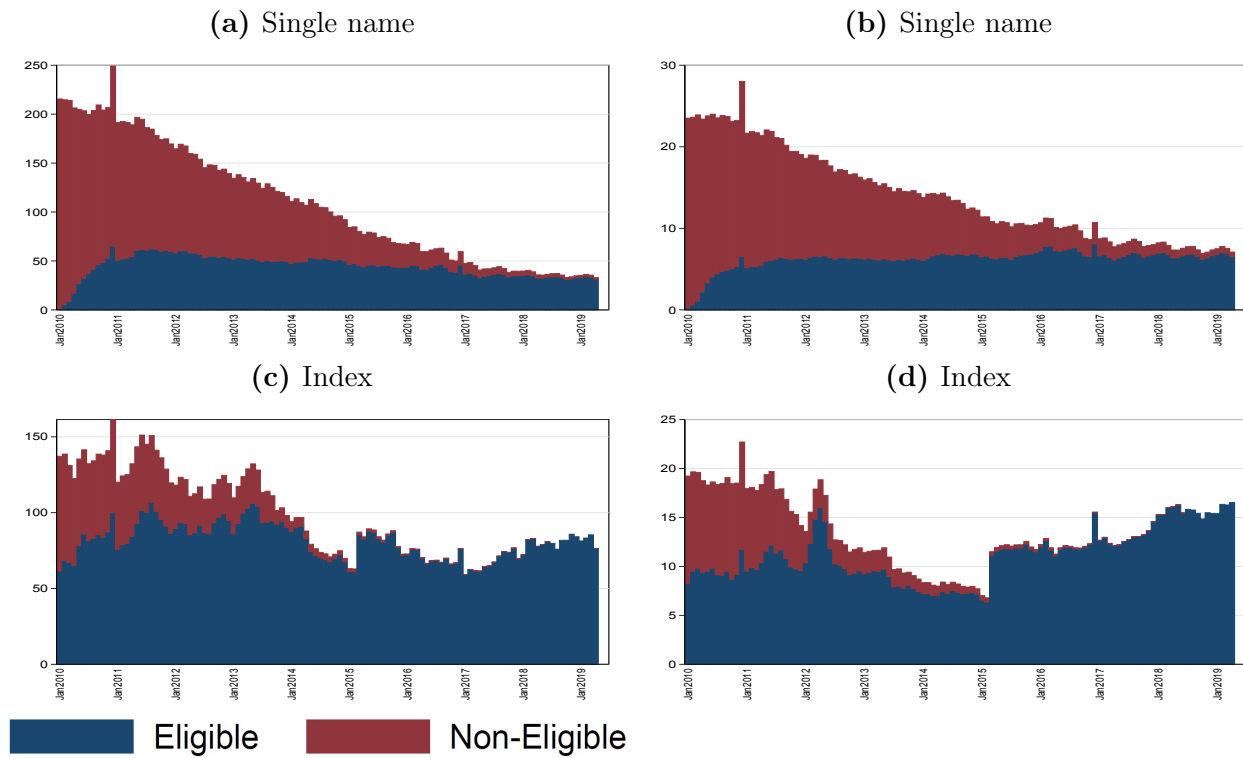 (a) Single name
(b) Single name
250
200
150
100
50
0
Jan2010
Jan2011
Jan2012
Jan2013
Jan2014
Jan2015
Jan2016
Jan2017
Jan2018
Jan2019
30
20
10
0
Jan2010
Jan2011
Jan2012
Jan2013
Jan2014
Jan2015
Jan2016
Jan2017
Jan2018
Jan2019
(c) Index
(d) Index
150
100
50
0
Jan2010
Jan2011
Jan2012
Jan2013
Jan2014
Jan2015
Jan2016
Jan2017
Jan2018
Jan2019
25
20
15
10
5
0
Jan2010
Jan2011
Jan2012
Jan2013
Jan2014
Jan2015
Jan2016
Jan2017
Jan2018
Jan2019
Eligible
Non-Eligible